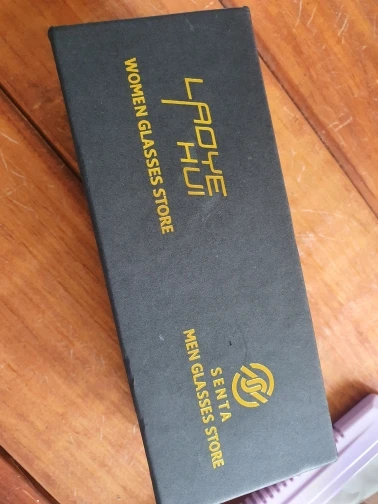 LAOYE
HUI
WOMEN GLASSES STORE
SENTA
MEN GLASSES STORE